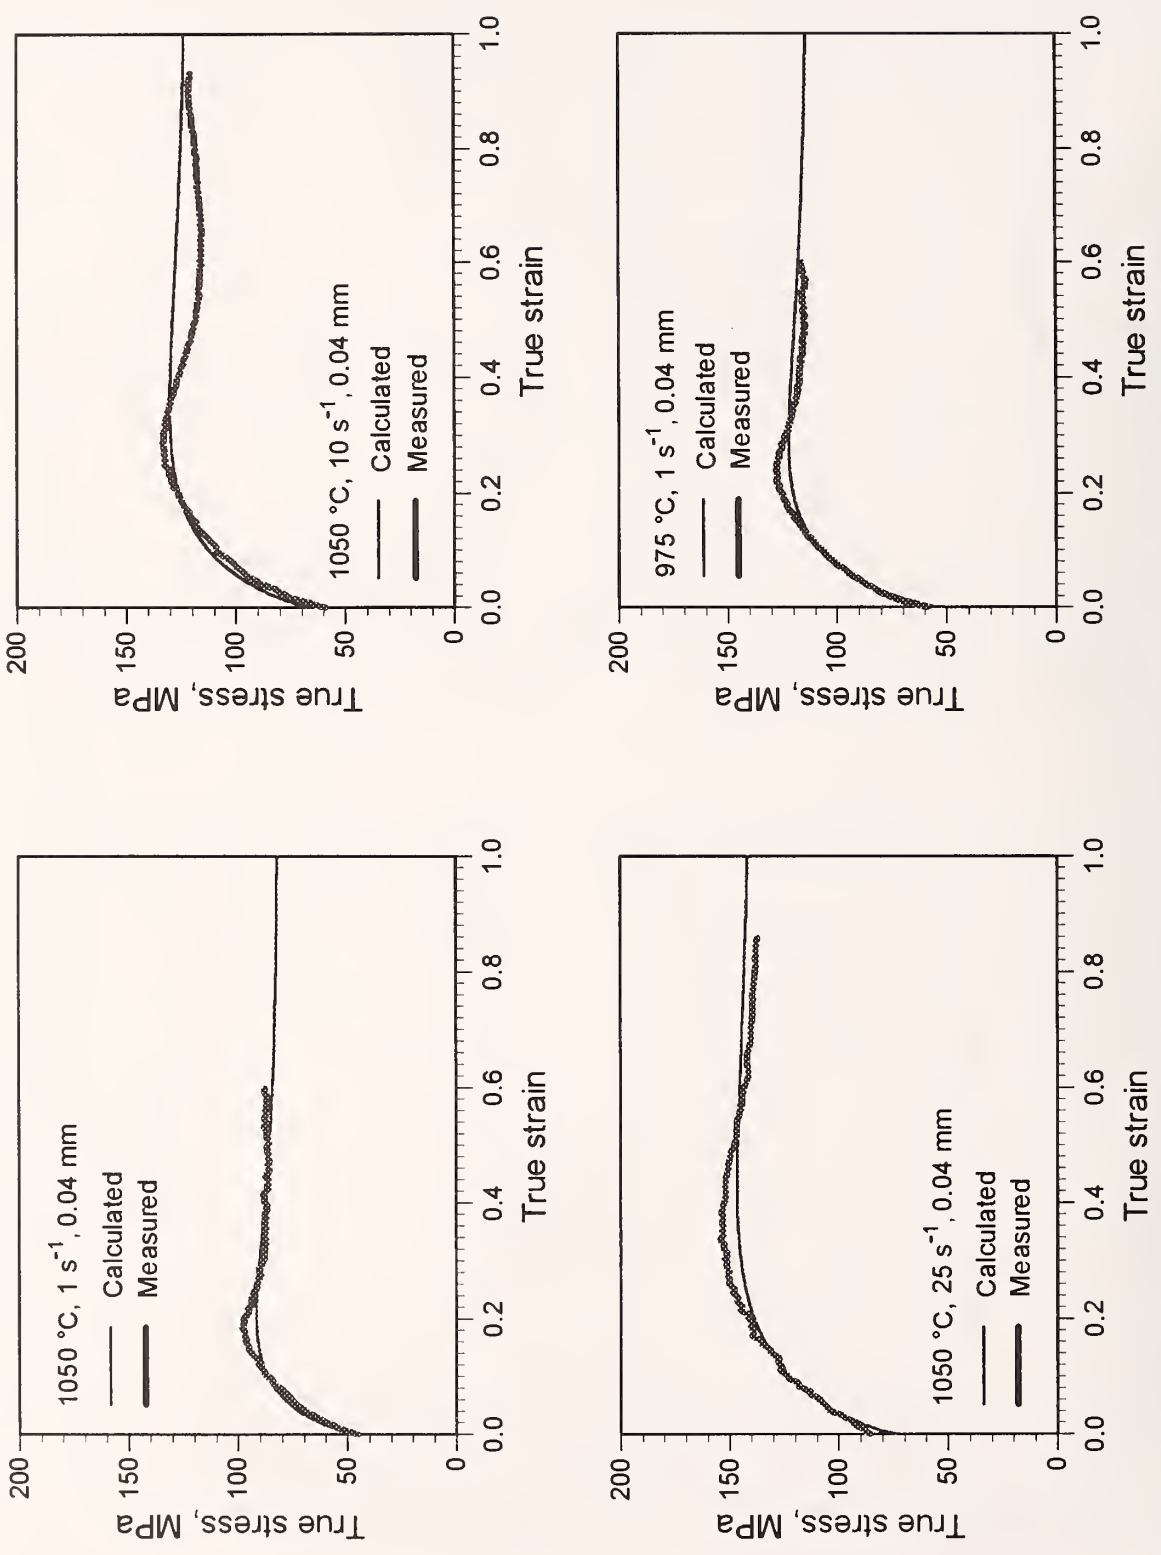 True stress, MPa
200
150
100
50
0
1050 °C, 1 s⁻¹, 0.04 mm
Calculated
Measured
0.0 0.2 0.4 0.6 0.8 1.0
True strain
True stress, MPa
200
150
100
50
0
1050 °C, 10 s⁻¹, 0.04 mm
Calculated
Measured
0.0 0.2 0.4 0.6 0.8 1.0
True strain
True stress, MPa
200
150
100
50
0
1050 °C, 25 s⁻¹, 0.04 mm
Calculated
Measured
0.0 0.2 0.4 0.6 0.8 1.0
True strain
True stress, MPa
200
150
100
50
0
975 °C, 1 s⁻¹, 0.04 mm
Calculated
Measured
0.0 0.2 0.4 0.6 0.8 1.0
True strain